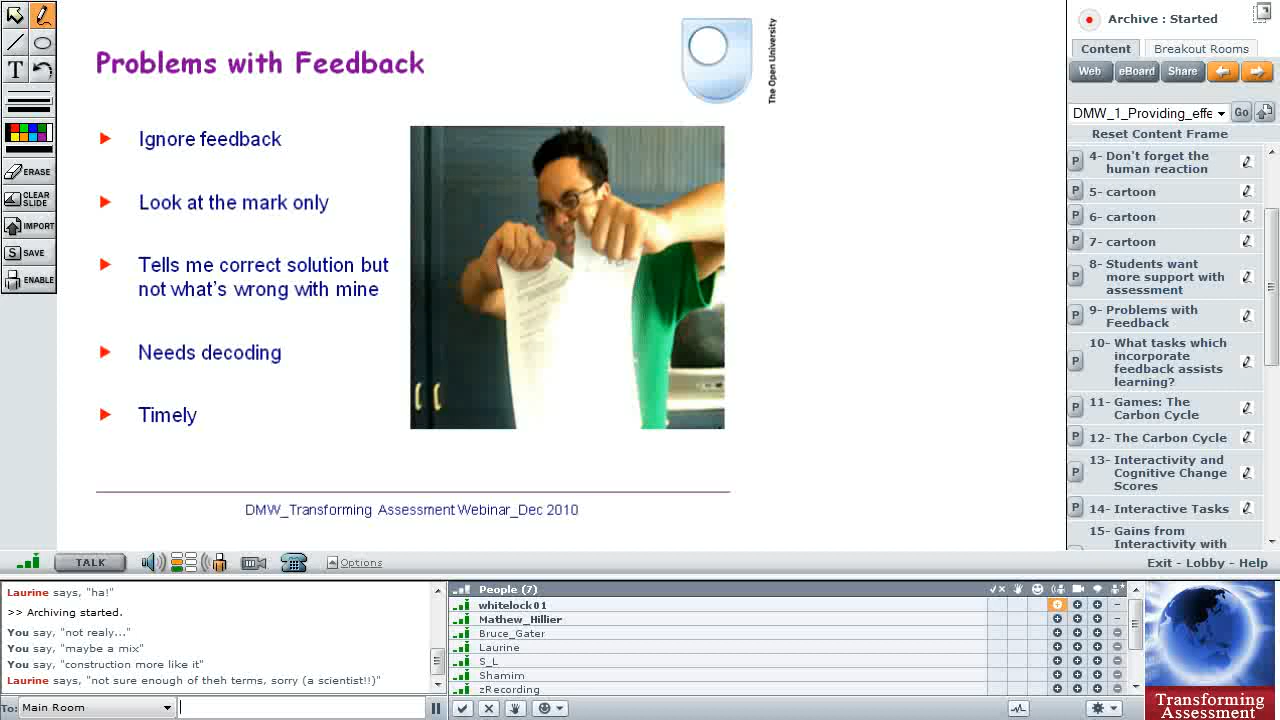 Problems with Feedback
The Open University
Ignore feedback
Look at the mark only
Tells me correct solution but
not what's wrong with mine
Needs decoding
Timely
DMW_Transforming Assessment Webinar_Dec 2010
T
ERASE
CLEAR
SLIDE
IMPORT
SAVE
ENABLE
Archive : Started
Content
Breakout Rooms
Web
eBoard
Share
DMW_1_Providing_effe
Go
Reset Content Frame
P 4- Don't forget the
human reaction
P 5- cartoon
P 6- cartoon
P 7- cartoon
P 8- Students want
more support with
assessment
P 9- Problems with
Feedback
P 10- What tasks which
incorporate
feedback assists
learning?
P 11- Games: The
Carbon Cycle
P 12- The Carbon Cycle
P 13- Interactivity and
Cognitive Change
Scores
P 14- Interactive Tasks
15- Gains from
Interactivity with
TALK
Options
Exit - Lobby - Help
Laurine says, "ha!"
>> Archiving started.
You say, "not realy..."
You say, "maybe a mix"
You say, "construction more like it"
Laurine says, "not sure enough of theh terms, sorry (a scientist!!)"
To: Main Room
People (7)
whitelock01
Mathew_Hillier
Bruce_Gater
Laurine
S_L
Shamim
zRecording
Transforming
Assessment